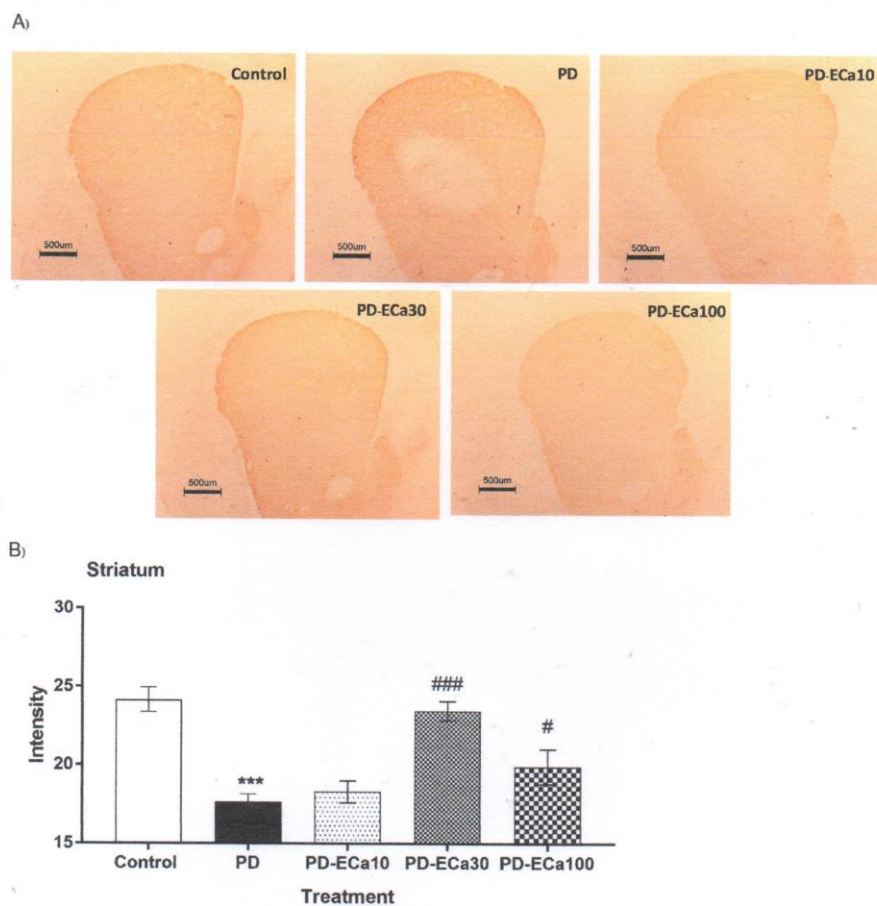 A)
Control
PD
PD-ECa10
500um
500um
500um
PD-ECa30
PD-ECa100
500um
500um
B)
Striatum
30
25
20
15
Intensity
***
###
#
Control
PD
PD-ECa10
PD-ECa30
PD-ECa100
Treatment